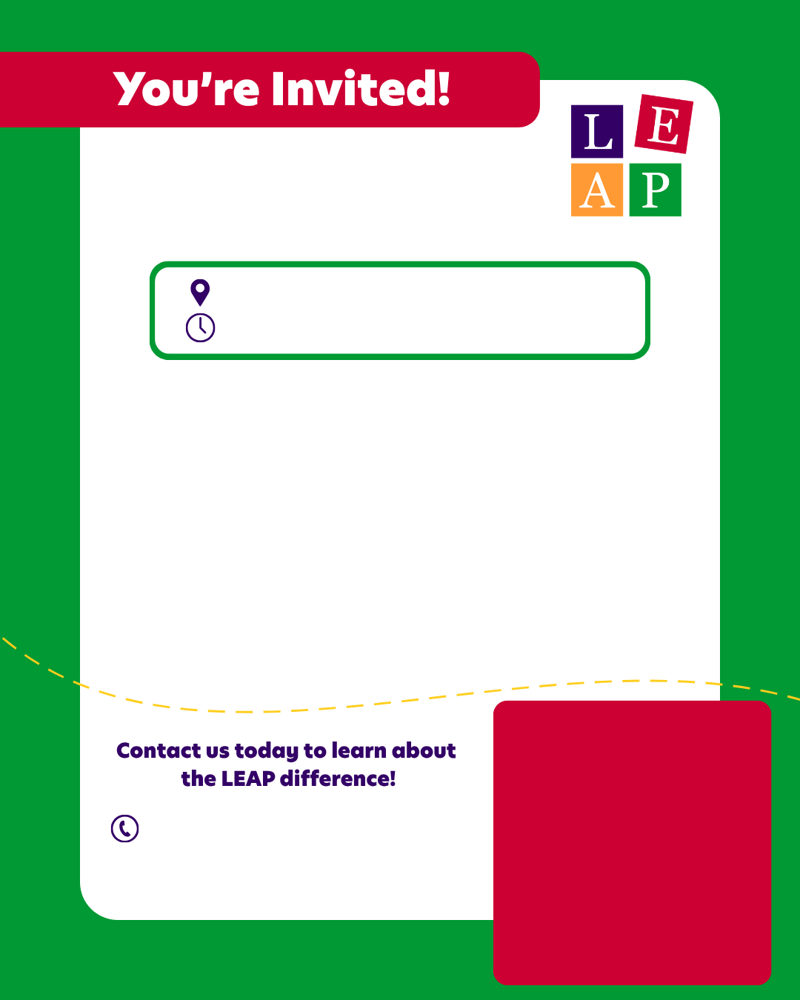 You’re Invited!
L E
A P
Contact us today to learn about
the LEAP difference!